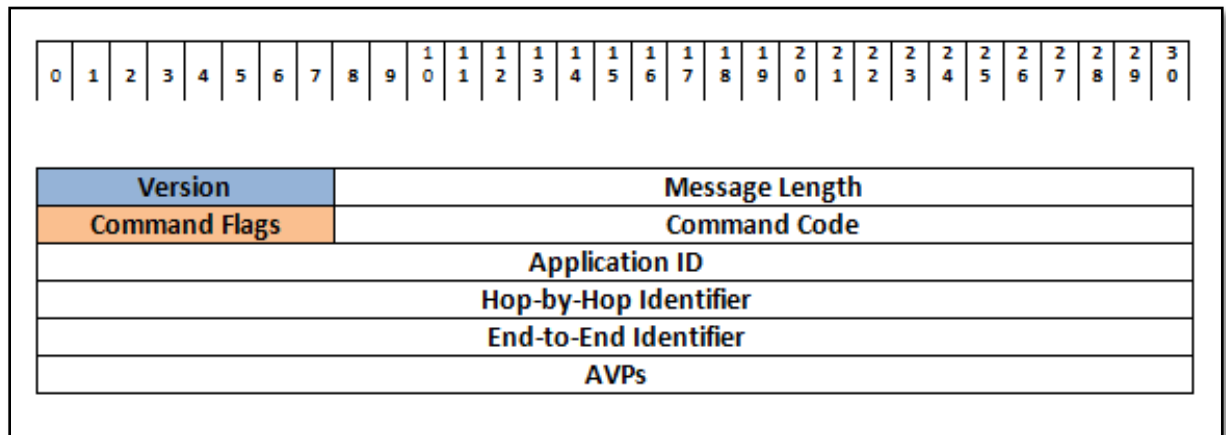 0 1 2 3 4 5 6 7 8 9 10 11 12 13 14 15 16 17 18 19 20 21 22 23 24 25 26 27 28 29 30
Version Message Length
Command Flags Command Code
Application ID
Hop-by-Hop Identifier
End-to-End Identifier
AVPs